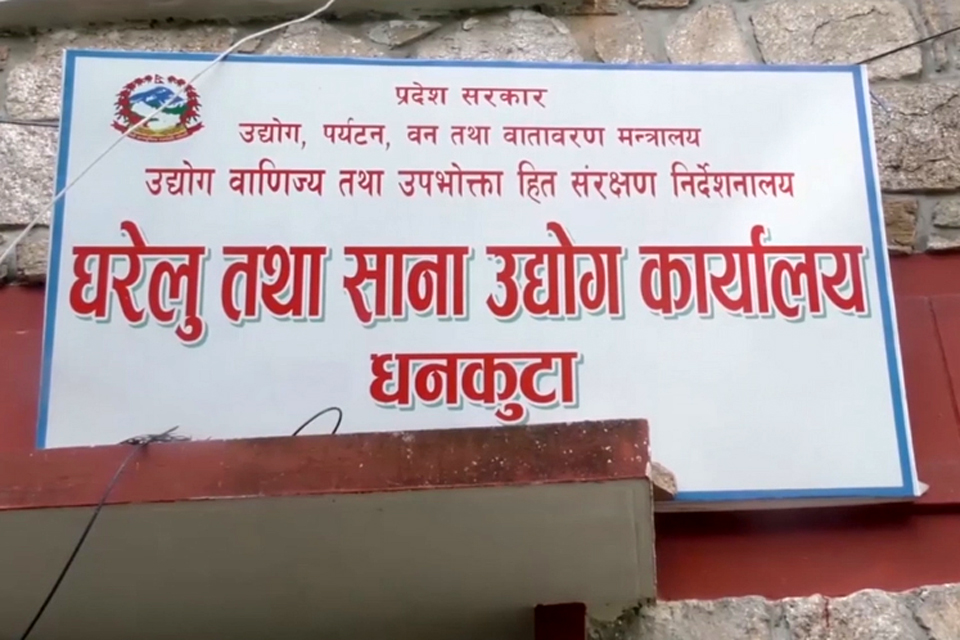 प्रदेश सरकार
उद्योग, पर्यटन, वन तथा वातावरण मन्त्रालय
उद्योग वाणिज्य तथा उपभोक्ता हित संरक्षण निर्देशनालय
घरेलु तथा साना उद्योग कार्यालय
धनकुटा